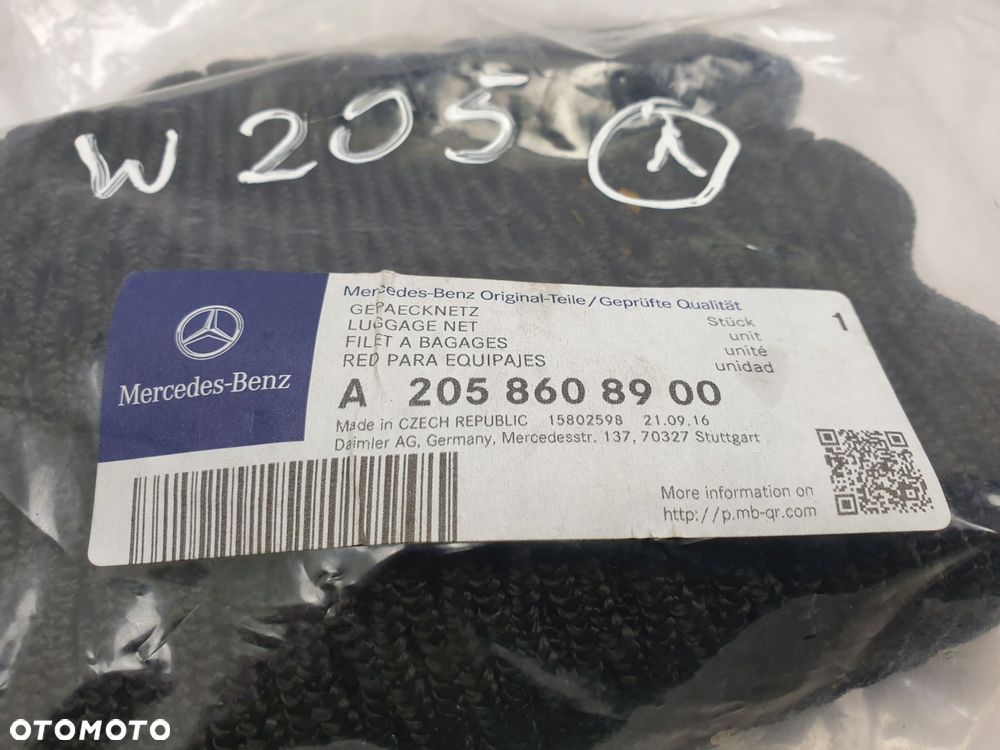 W 205
Mercedes-Benz Original-Teile/Geprüfte Qualität
GEPAECKNETZ
LUGGAGE NET
FILET A BAGAGES
RED PARA EQUIPAJES
Stück
unit
unité
unidad
1
Mercedes-Benz
A 205 860 89 00
Made in CZECH REPUBLIC 15802598 21.09.16
Daimler AG, Germany, Mercedesstr. 137, 70327 Stuttgart
More information on
http://p.mb-qr.com
OTOMOTO